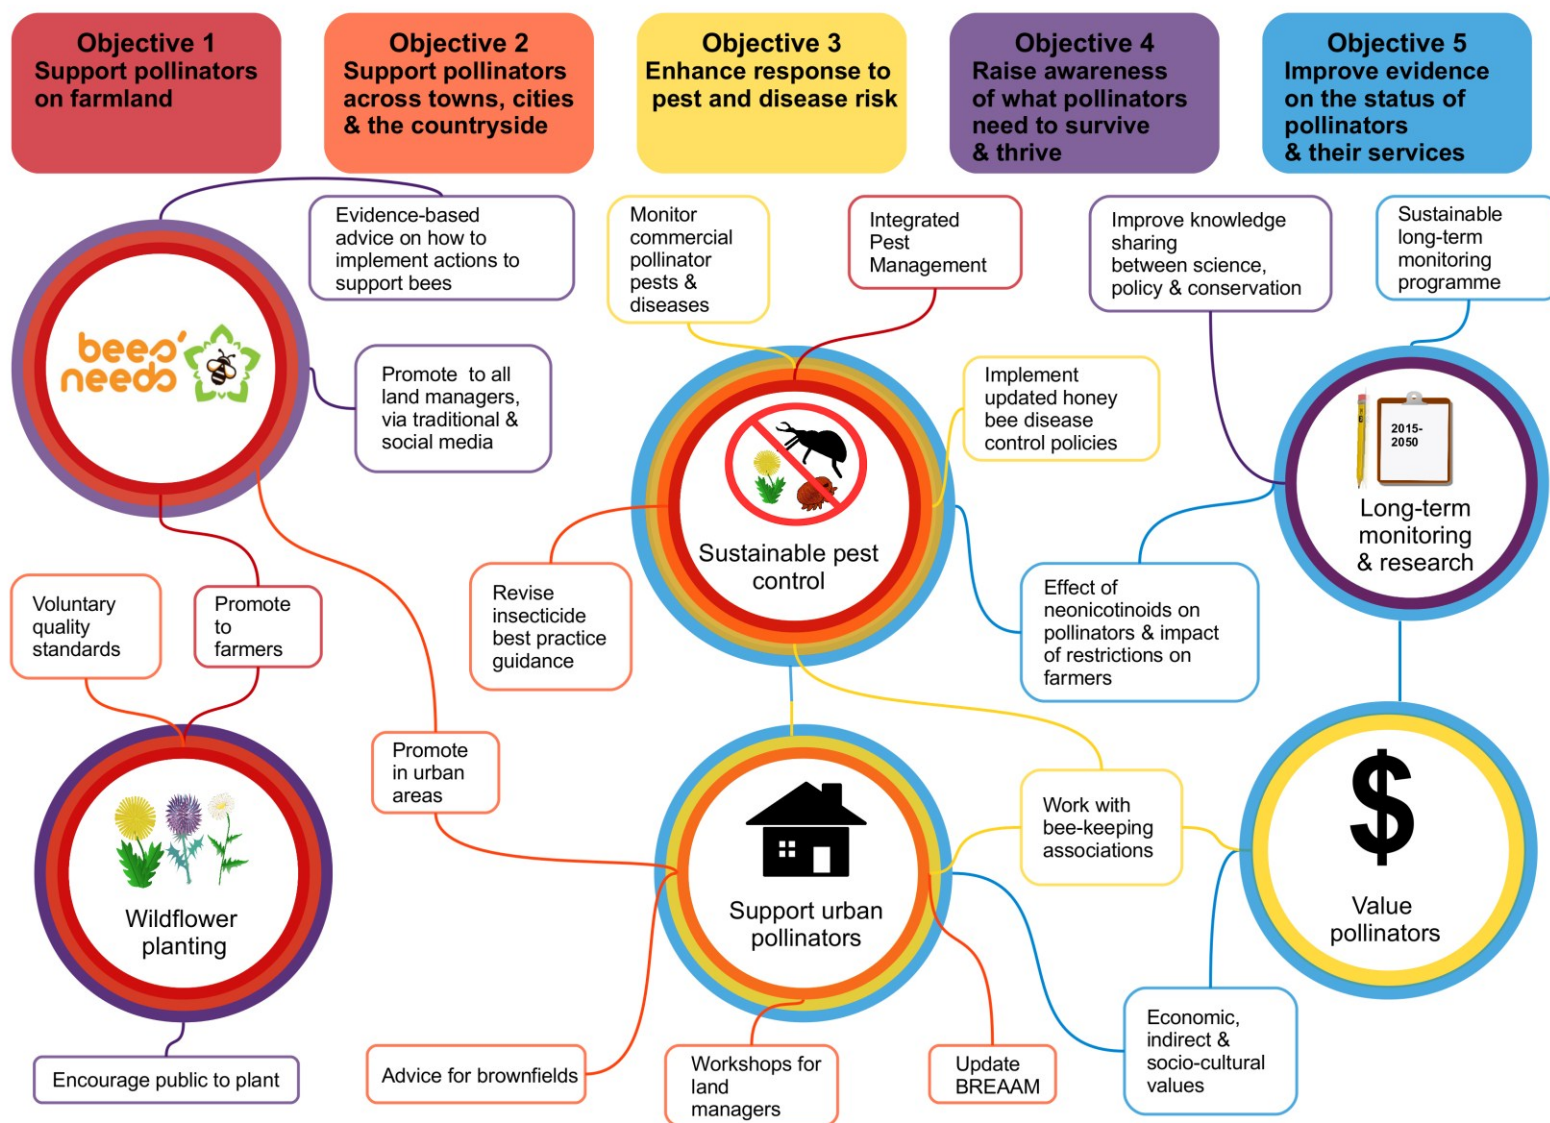 Objective 1
Support pollinators
on farmland
Objective 2
Support pollinators
across towns, cities
& the countryside
Objective 3
Enhance response to
pest and disease risk
Objective 4
Raise awareness
of what pollinators
need to survive
& thrive
Objective 5
Improve evidence
on the status of
pollinators
& their services
Evidence-based
advice on how to
implement actions to
support bees
Monitor
commercial
pollinator
pests &
diseases
Integrated
Pest
Management
Improve knowledge
sharing
between science,
policy & conservation
Sustainable
long-term
monitoring
programme
bees'
needs
Promote to all
land managers,
via traditional &
social media
Implement
updated honey
bee disease
control policies
2015-
2050
Long-term
monitoring
& research
Sustainable pest
control
Revise
insecticide
best practice
guidance
Effect of
neonicotinoids on
pollinators & impact
of restrictions on
farmers
Voluntary
quality
standards
Promote
to
farmers
Promote
in urban
areas
Work with
bee-keeping
associations
$
Wildflower
planting
Support urban
pollinators
Value
pollinators
Encourage public to plant
Advice for brownfields
Workshops for
land
managers
Update
BREAAM
Economic,
indirect &
socio-cultural
values